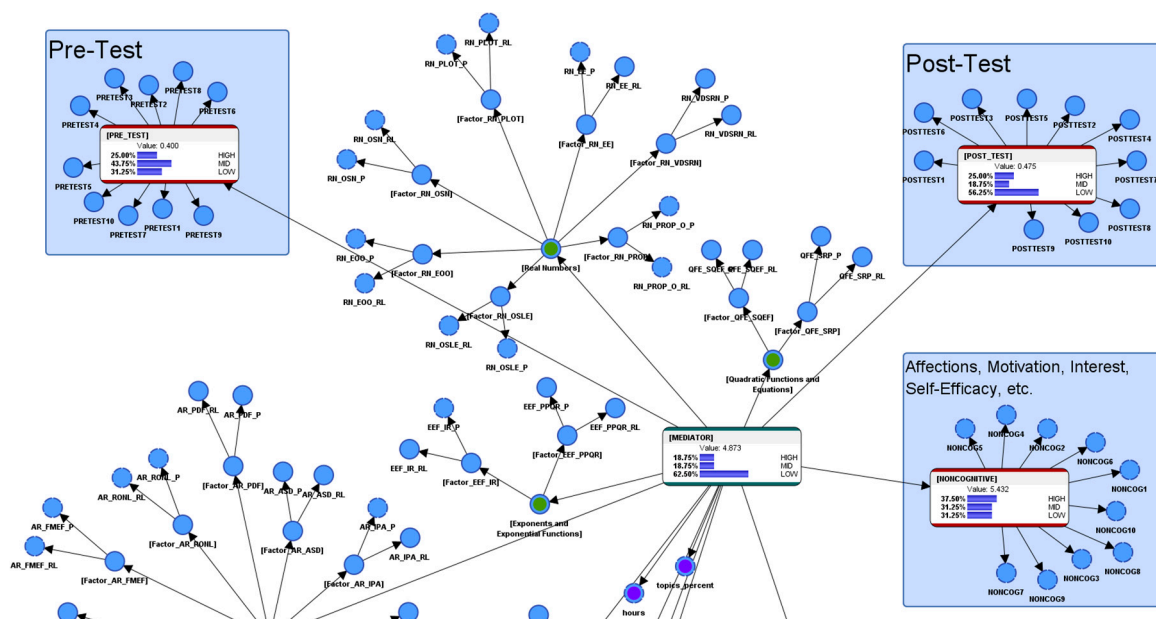 Pre-Test
PRETEST3
PRETEST2
PRETEST8
PRETEST6
PRETEST4
[PRE_TEST]
Value: 0.400
25.00% HIGH
43.75% MID
31.25% LOW
PRETEST5
PRETEST10
PRETEST7
PRETEST1
PRETEST9
RN_PLOT_RL
RN_PLOT_P
[Factor_RN_PLOT]
RN_EE_P
RN_EE_RL
[Factor_RN_EE]
RN_VDSRN_P
RN_VDSRN_RL
[Factor_RN_VDSRN]
RN_OSN_RL
RN_OSN_P
[Factor_RN_OSN]
RN_EOO_P
[Factor_RN_EOO]
RN_EOO_RL
[Real Numbers]
RN_PROP_O_P
[Factor_RN_PROP]
RN_PROP_O_RL
[Factor_RN_OSLE]
RN_OSLE_RL
RN_OSLE_P
Post-Test
POSTTEST3
POSTTEST5
POSTTEST2
POSTTEST4
POSTTEST6
[POST_TEST]
Value: 0.475
25.00% HIGH
18.75% MID
56.25% LOW
POSTTEST1
POSTTEST7
POSTTEST8
POSTTEST9
POSTTEST10
QFE_SQEF_RL
QFE_SRP_P
QFE_SRP_RL
[Factor_QFE_SQEF]
[Factor_QFE_SRP]
[Quadratic Functions and
Equations]
Affections, Motivation, Interest,
Self-Efficacy, etc.
NONCOG4
NONCOG5
NONCOG2
NONCOG6
NONCOG1
[NONCOGNITIVE]
Value: 5.432
37.50% HIGH
31.25% MID
31.25% LOW
NONCOG10
NONCOG8
NONCOG3
NONCOG7
NONCOG9
[MEDIATOR]
Value: 4.873
18.75% HIGH
18.75% MID
62.50% LOW
EEF_PPQR_P
EEF_PPQR_RL
[Factor_EEF_PPQR]
EEF_IR_P
EEF_IR_RL
[Factor_EEF_IR]
[Exponents and
Exponential Functions]
AR_PDF_RL
AR_PDF_P
[Factor_AR_PDF]
AR_RONL_P
AR_RONL_RL
[Factor_AR_RONL]
AR_ASD_P
AR_ASD_RL
[Factor_AR_ASD]
AR_FMEF_P
AR_FMEF_RL
[Factor_AR_FMEF]
AR_IPA_P
AR_IPA_RL
[Factor_AR_IPA]
topics_percent
hours